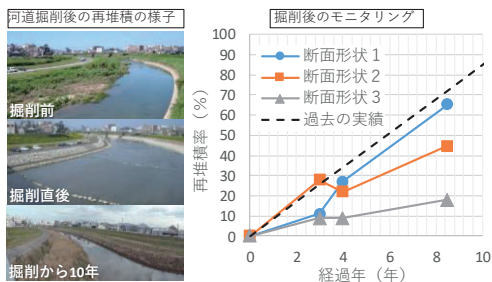 河道掘削後の再堆積の様子
掘削前
掘削直後
掘削から10年
掘削後のモニタリング
100
90
80
70
60
50
40
30
20
10
0
再堆積率（%）
断面形状１
断面形状２
断面形状３
過去の実績
0 2 4 6 8 10
経過年（年）